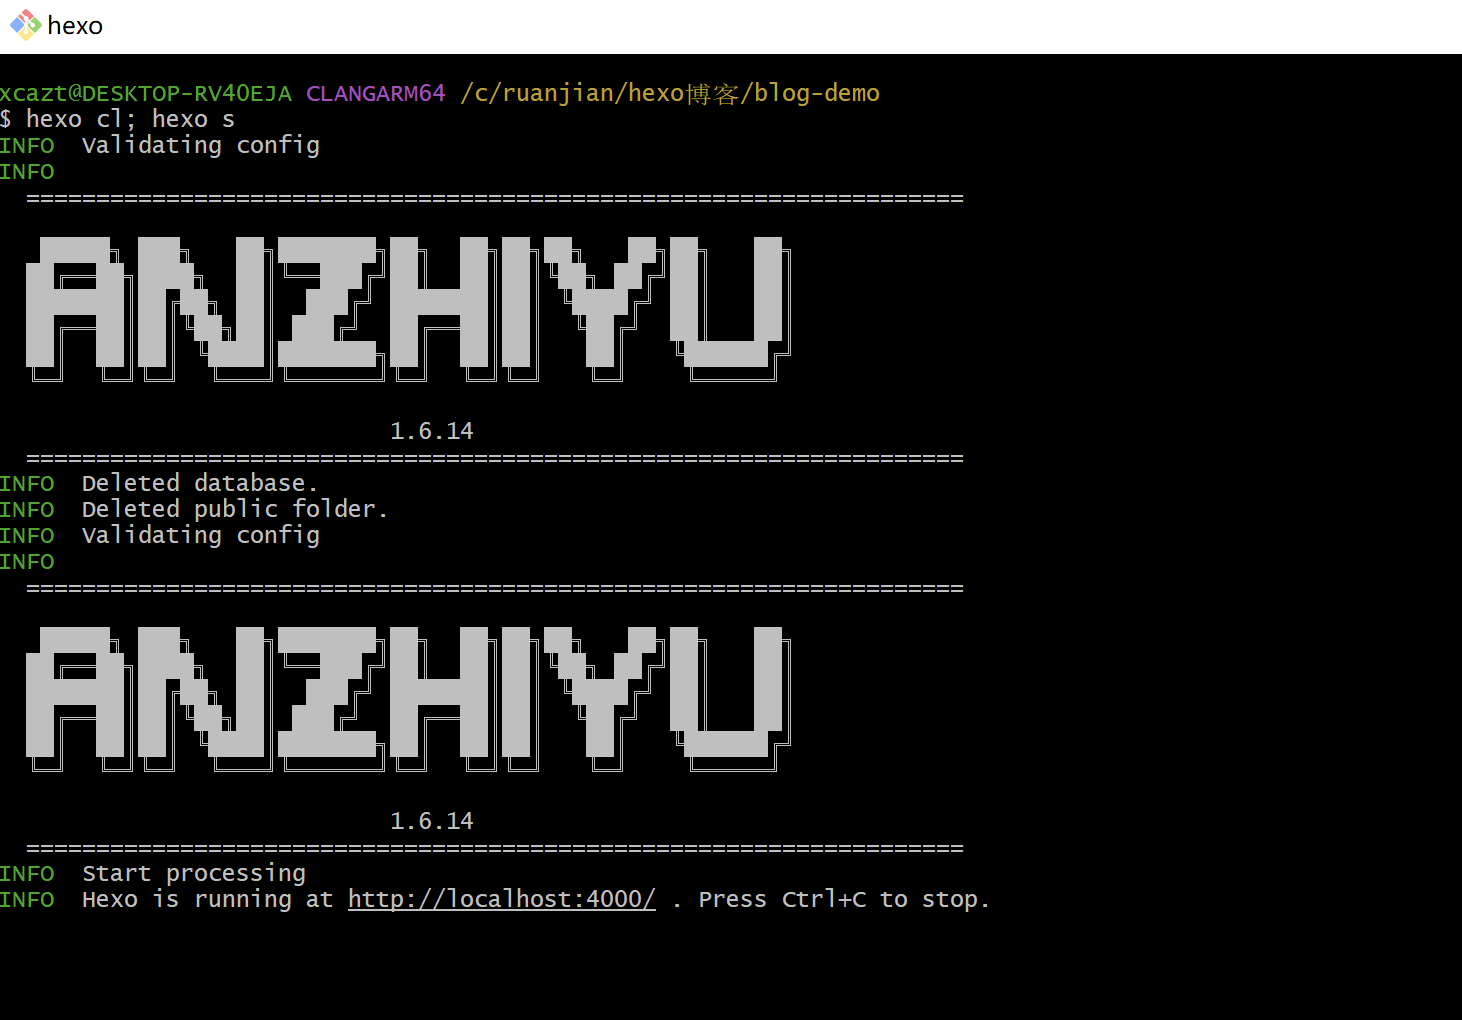 hexo
xcazt@DESKTOP-RV40EJA CLANGARM64 /c/ruanjian/hexo博客/blog-demo
$ hexo cl; hexo s
INFO  Validating config
INFO
===================================================================
ANZHIYU
1.6.14
===================================================================
INFO  Deleted database.
INFO  Deleted public folder.
INFO  Validating config
INFO
===================================================================
ANZHIYU
1.6.14
===================================================================
INFO  Start processing
INFO  Hexo is running at http://localhost:4000/ . Press Ctrl+C to stop.